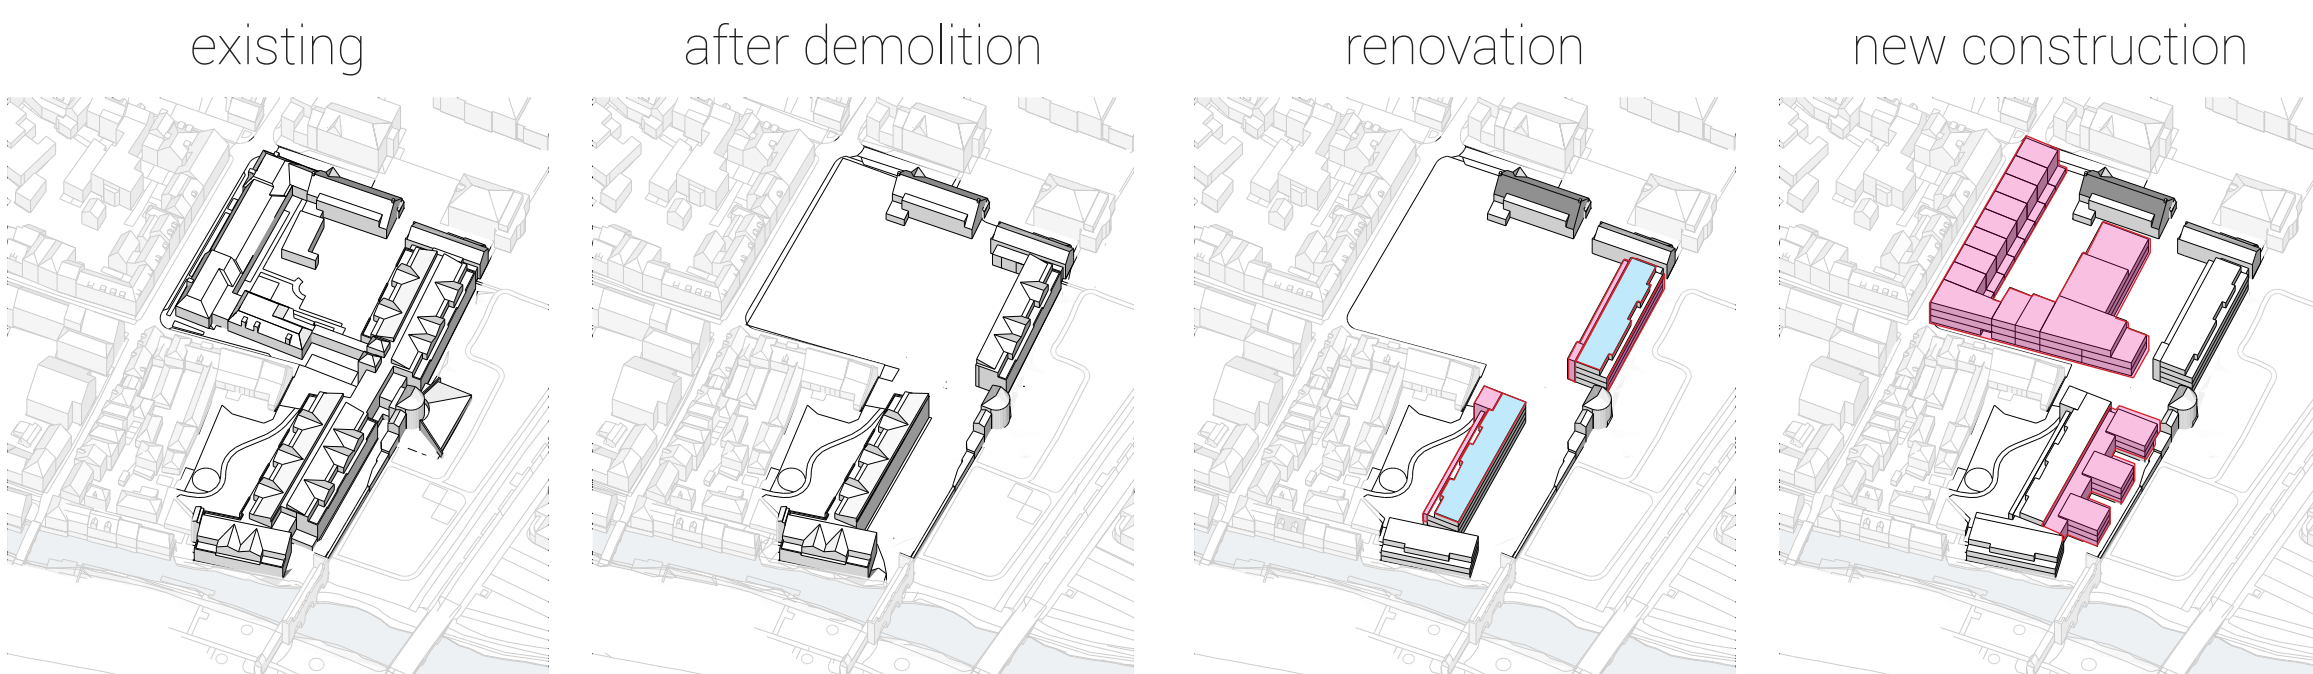 existing
after demolition
renovation
new construction